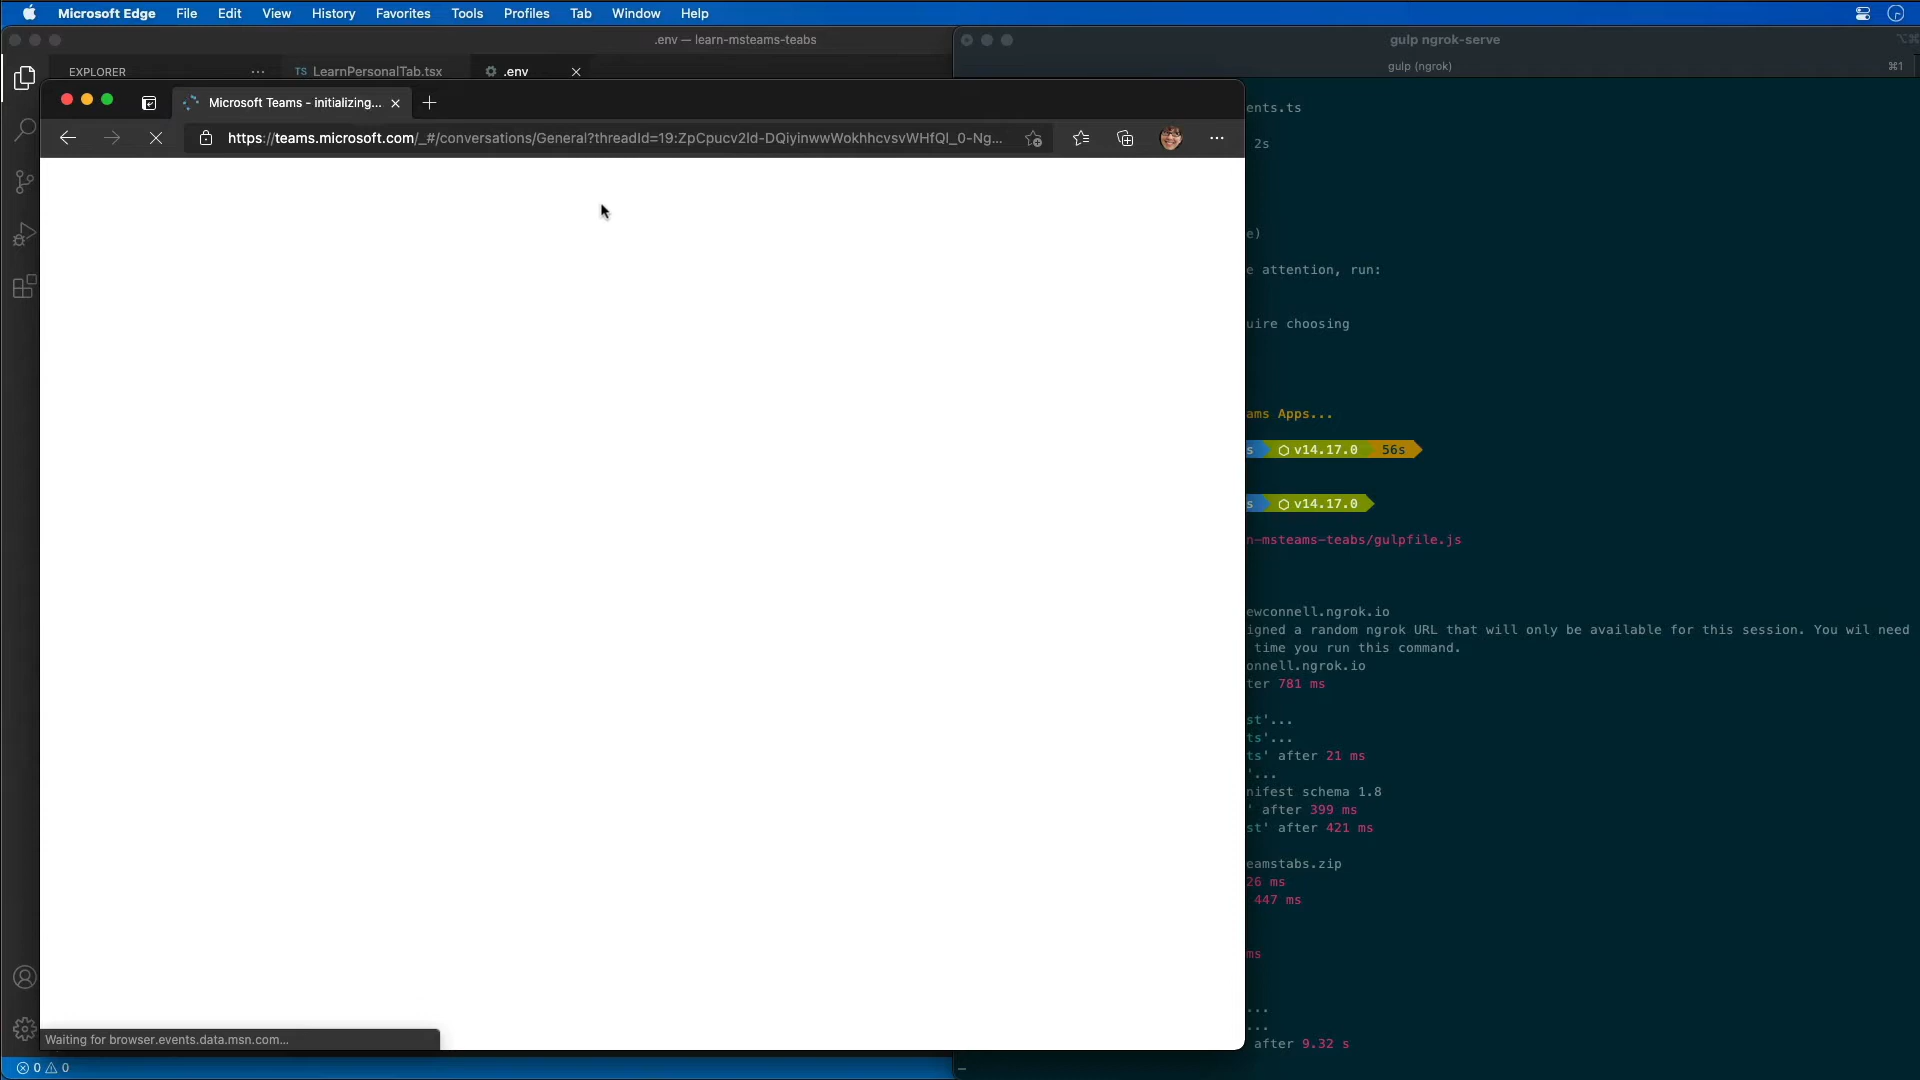 Microsoft Edge File Edit View History Favorites Tools Profiles Tab Window Help
.env — learn-msteams-teabs
gulp ngrok-serve
⌥⌘
EXPLORER
TS LearnPersonalTab.tsx
.env
gulp (ngrok)
⌘1
Microsoft Teams - initializing...
https://teams.microsoft.com/_#/conversations/General?threadId=19:ZpCpucv2Id-DQiyinwwWokhhcvsvWHfQl_0-Ng...
ents.ts
2s
e)
e attention, run:
uire choosing
ams Apps...
s v14.17.0 56s
s v14.17.0
n-msteams-teabs/gulpfile.js
ewconnell.ngrok.io
igned a random ngrok URL that will only be available for this session. You wil need
time you run this command.
onnell.ngrok.io
ter 781 ms
st'...
ts'...
ts' after 21 ms
'...
nifest schema 1.8
' after 399 ms
st' after 421 ms
eamstabs.zip
26 ms
447 ms
ms
...
...
after 9.32 s
Waiting for browser.events.data.msn.com...
0 0